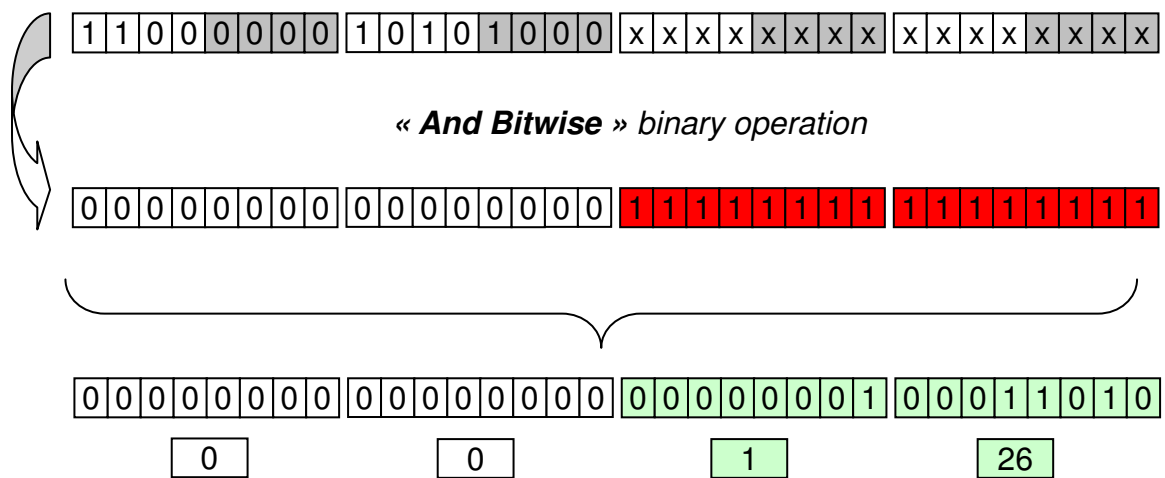 1 1 0 0 0 0 0 0 1 0 1 0 1 0 0 0 x x x x x x x x x x x x x x x x
« And Bitwise » binary operation
0 0 0 0 0 0 0 0 0 0 0 0 0 0 0 0 1 1 1 1 1 1 1 1 1 1 1 1 1 1 1 1
0 0 0 0 0 0 0 0 0 0 0 0 0 0 0 0 0 0 0 0 0 0 0 1 0 0 0 1 1 0 1 0
0 0 1 26